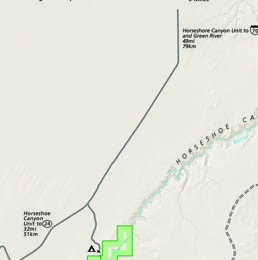 Horseshoe Canyon Unit to 70
and Green River
49mi
79km
HORSESHOE CA
Horseshoe
Canyon
Unit to 24
32mi
51km